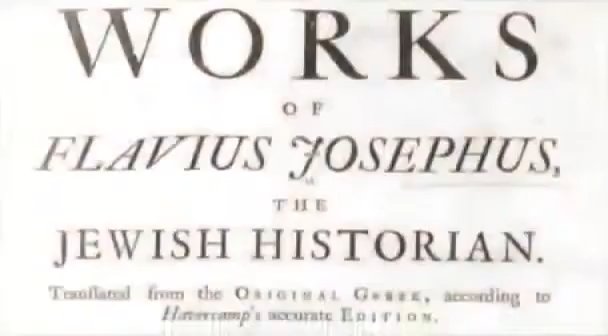 WORKS
OF
FLAVIUS JOSEPHUS,
THE
JEWISH HISTORIAN.
Tranſlated from the ORIGINAL GREEK, according to
Havercamp's accurate EDITION.